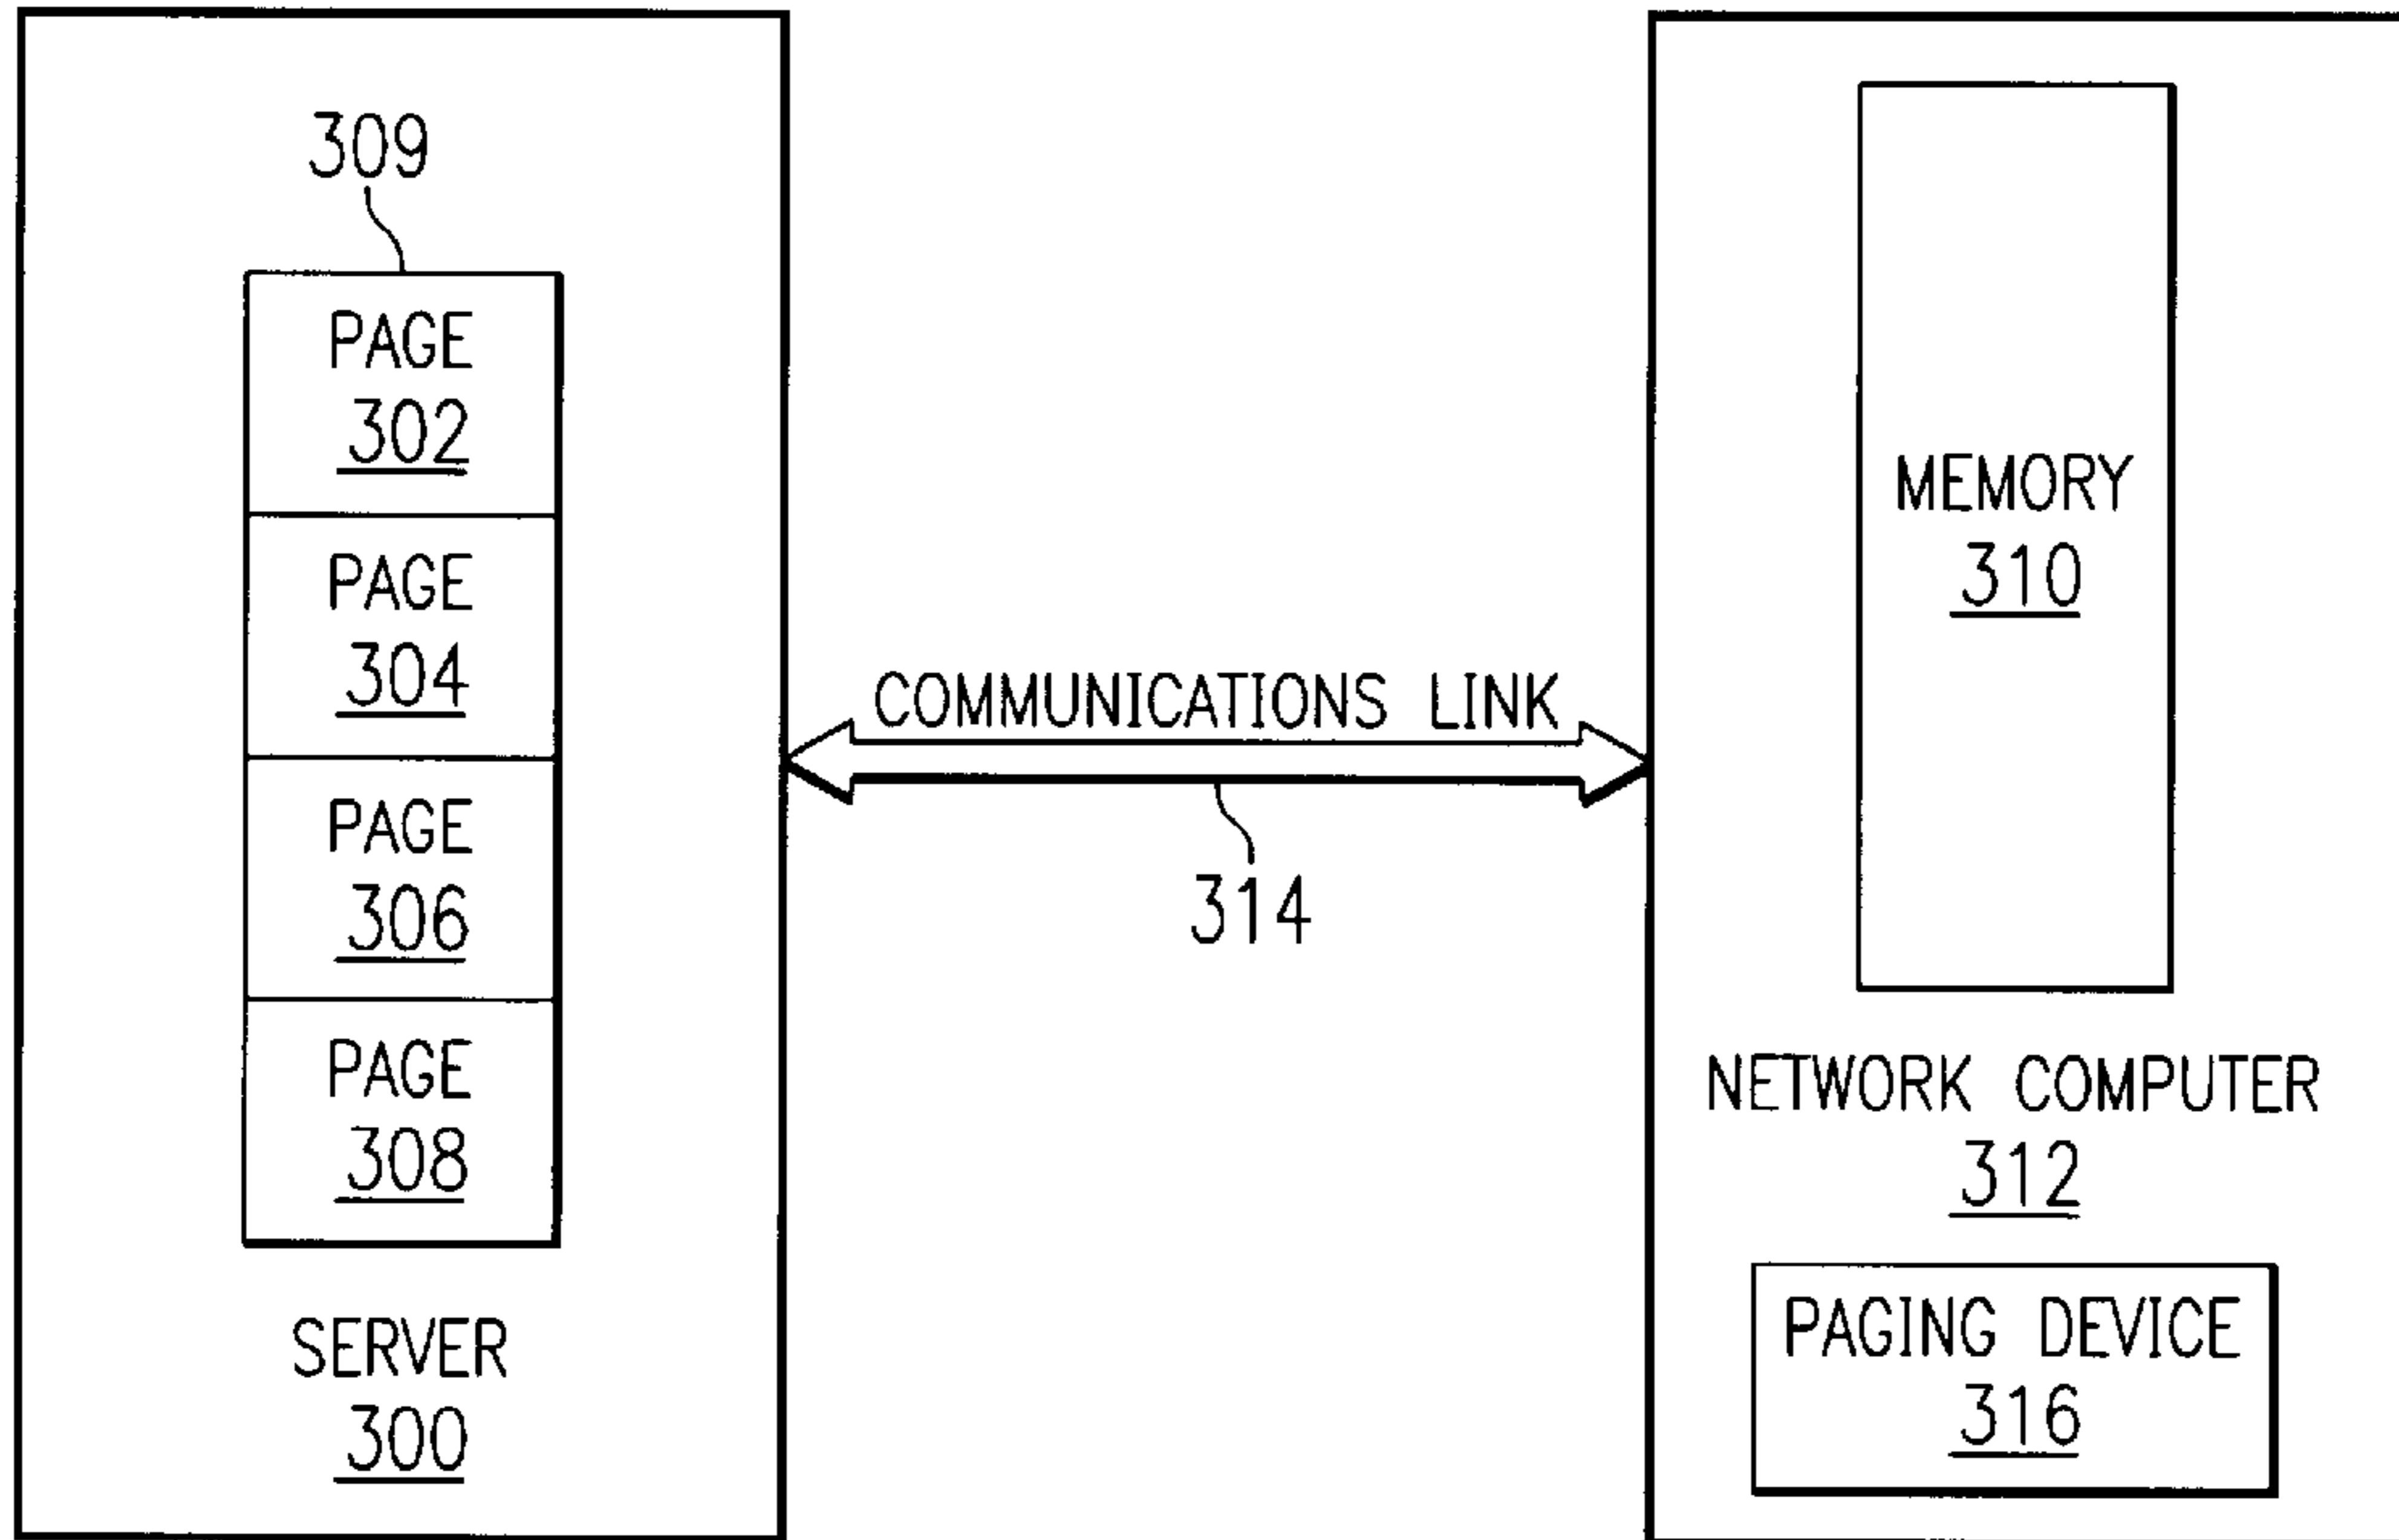 309
PAGE
302
PAGE
304
PAGE
306
PAGE
308
SERVER
300
COMMUNICATIONS LINK
314
MEMORY
310
NETWORK COMPUTER
312
PAGING DEVICE
316